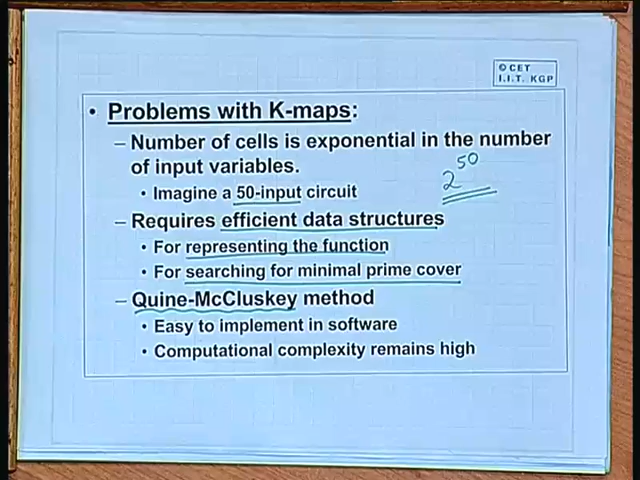 © CET
I.I.T. KGP
• Problems with K-maps:
– Number of cells is exponential in the number
of input variables.
2^50
• Imagine a 50-input circuit
– Requires efficient data structures
• For representing the function
• For searching for minimal prime cover
– Quine-McCluskey method
• Easy to implement in software
• Computational complexity remains high